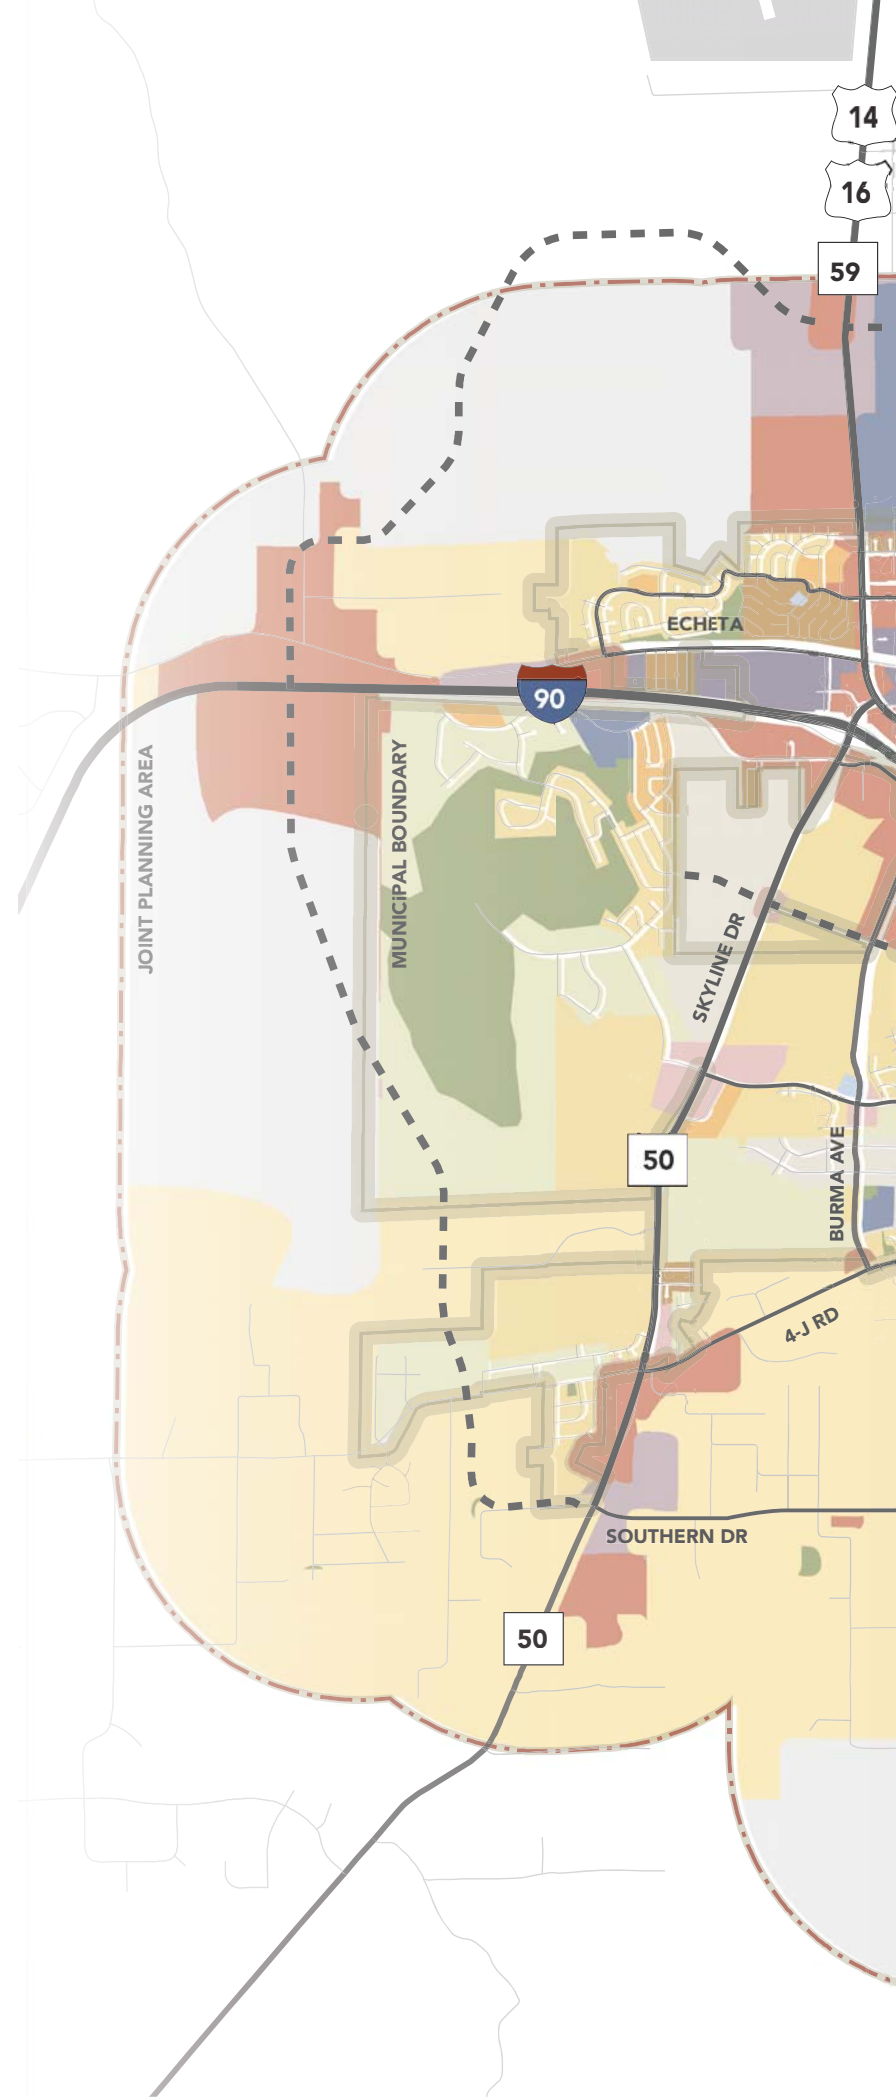 14
16
59
ECHETA
90
JOINT PLANNING AREA
MUNICIPAL BOUNDARY
SKYLINE DR
50
BURMA AVE
4-J RD
SOUTHERN DR
50